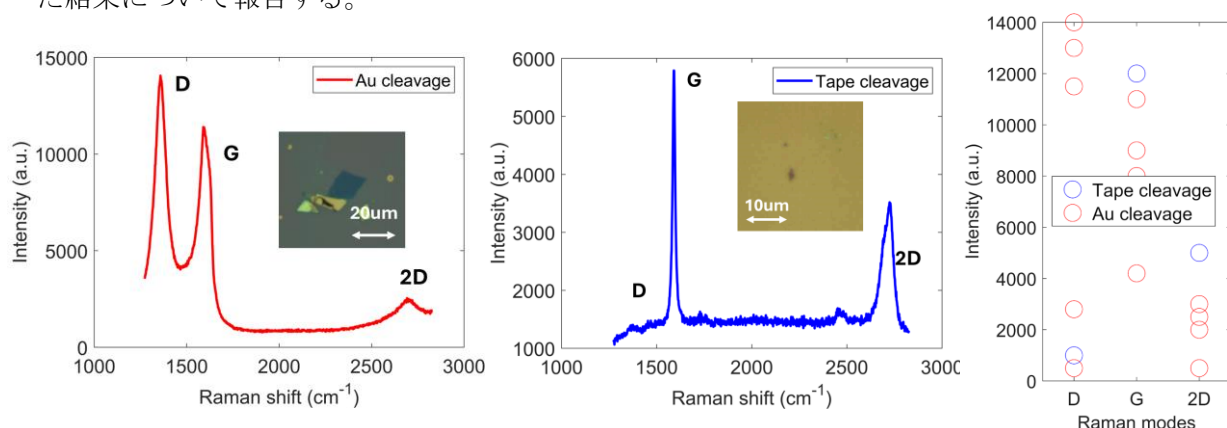 た結果について報告する。
15000
10000
5000
0
Intensity (a.u.)
D
G
2D
Au cleavage
20um
1000
1500
2000
2500
3000
Raman shift (cm-1)
6000
5000
4000
3000
2000
1000
Intensity (a.u.)
D
G
2D
Tape cleavage
10um
1000
1500
2000
2500
300
Raman shift (cm-1)
14000
12000
10000
8000
6000
4000
2000
0
Intensity (a.u.)
Tape cleavage
Au cleavage
D
G
2D
Raman modes